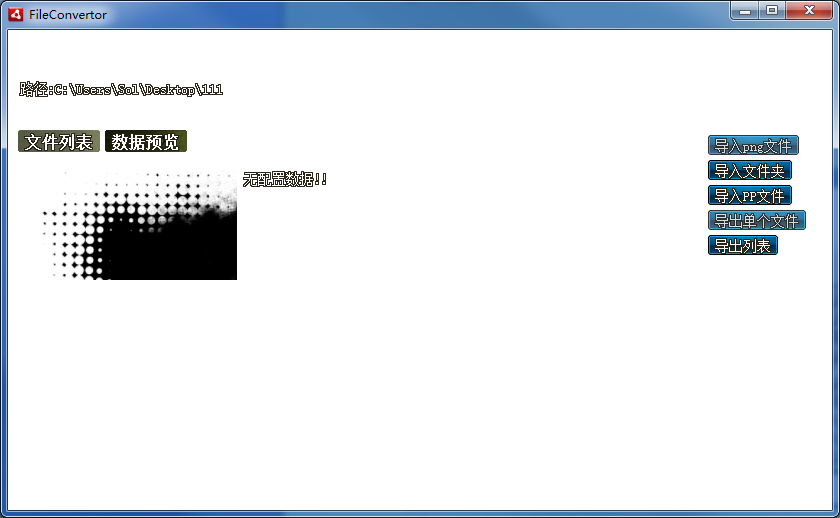 FileConvertor
路径:C:\Users\Sol\Desktop\111
文件列表 数据预览
无配置数据!!
导入png文件
导入文件夹
导入PP文件
导出单个文件
导出列表